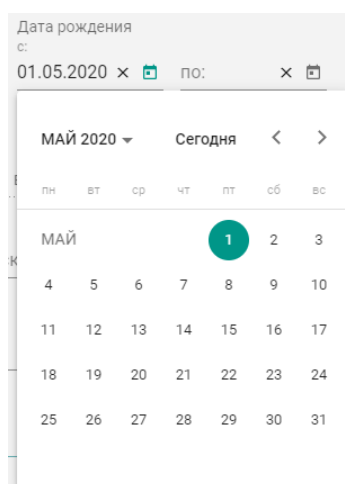 Дата рождения
с:
01.05.2020 × по: ×
МАЙ 2020 Сегодня < >
пн вт ср чт пт сб вс
МАЙ 1 2 3
4 5 6 7 8 9 10
11 12 13 14 15 16 17
18 19 20 21 22 23 24
25 26 27 28 29 30 31